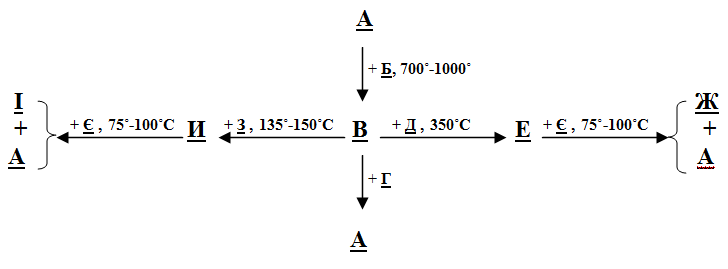 А
+ Б, 700˚-1000˚
І + А
+ Є , 75˚-100˚С
И
+ З , 135˚-150˚С
В
+ Д, 350˚С
Е
+ Є , 75˚-100˚С
Ж + А
+ Г
А